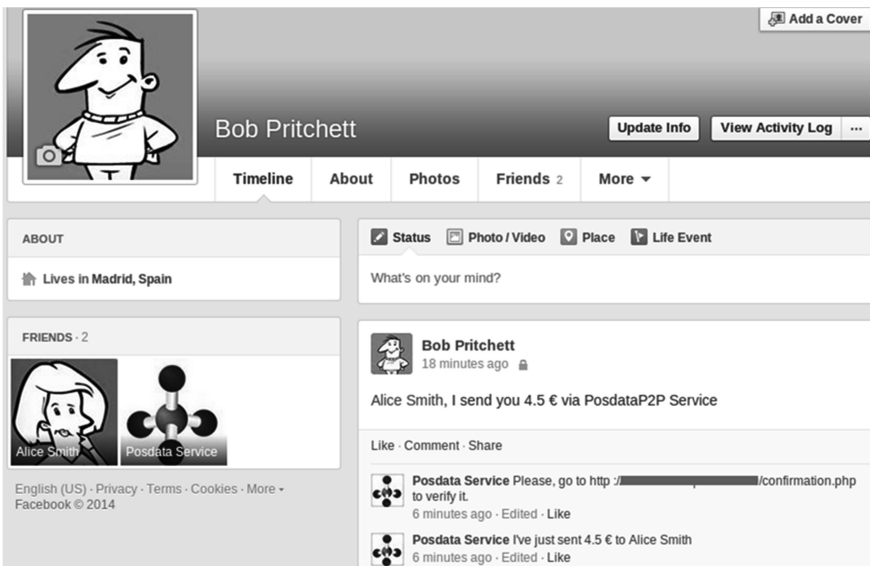 Add a Cover
Bob Pritchett
Update Info
View Activity Log
...
Timeline
About
Photos
Friends 2
More
ABOUT
Lives in Madrid, Spain
FRIENDS · 2
Alice Smith
Posdata Service
English (US) · Privacy · Terms · Cookies · More
Facebook © 2014
Status
Photo / Video
Place
Life Event
What's on your mind?
Bob Pritchett
18 minutes ago
Alice Smith, I send you 4.5 € via PosdataP2P Service
Like · Comment · Share
Posdata Service Please, go to http :/ /confirmation.php
to verify it.
6 minutes ago · Edited · Like
Posdata Service I've just sent 4.5 € to Alice Smith
6 minutes ago · Edited · Like